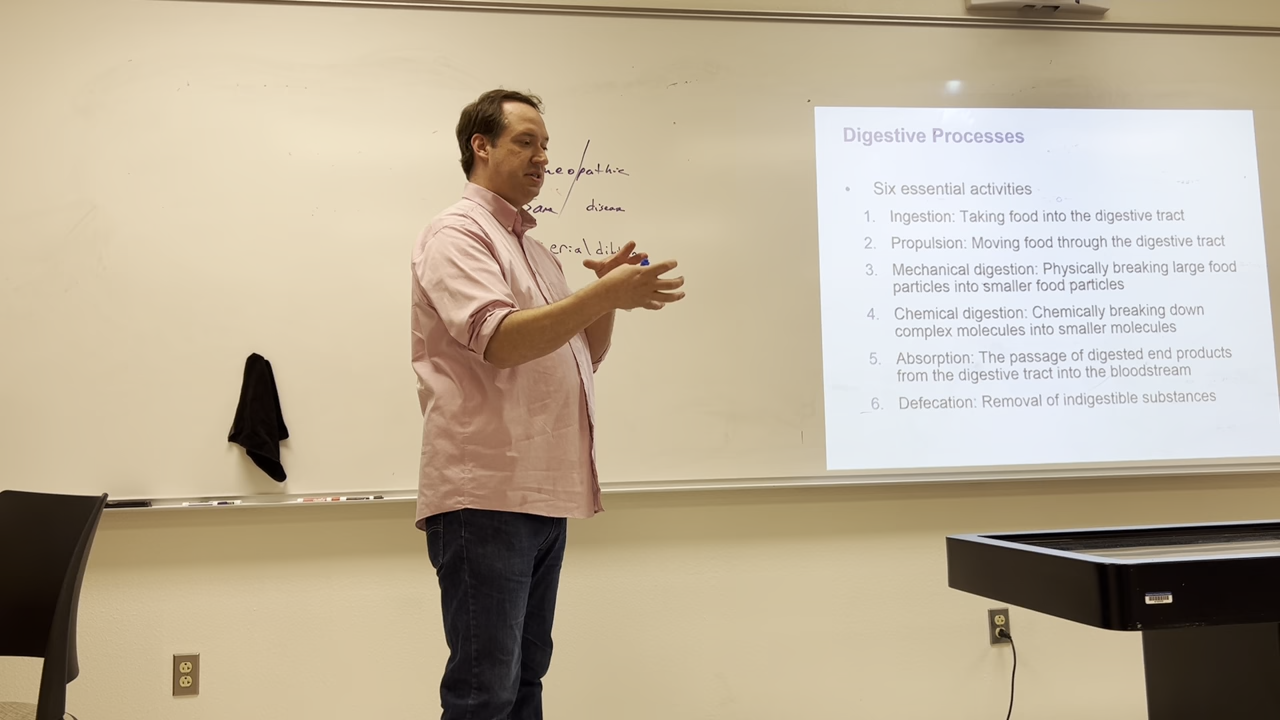 neopathic
disease
Digestive Processes
• Six essential activities
1. Ingestion: Taking food into the digestive tract
2. Propulsion: Moving food through the digestive tract
3. Mechanical digestion: Physically breaking large food
particles into smaller food particles
4. Chemical digestion: Chemically breaking down
complex molecules into smaller molecules
5. Absorption: The passage of digested end products
from the digestive tract into the bloodstream
6. Defecation: Removal of indigestible substances